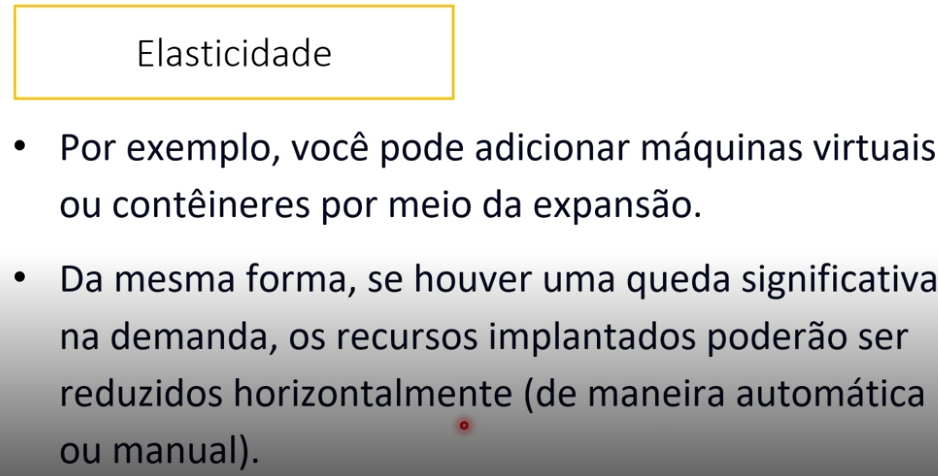 Elasticidade
• Por exemplo, você pode adicionar máquinas virtuais
ou contêineres por meio da expansão.
• Da mesma forma, se houver uma queda significativa
na demanda, os recursos implantados poderão ser
reduzidos horizontalmente (de maneira automática
ou manual).